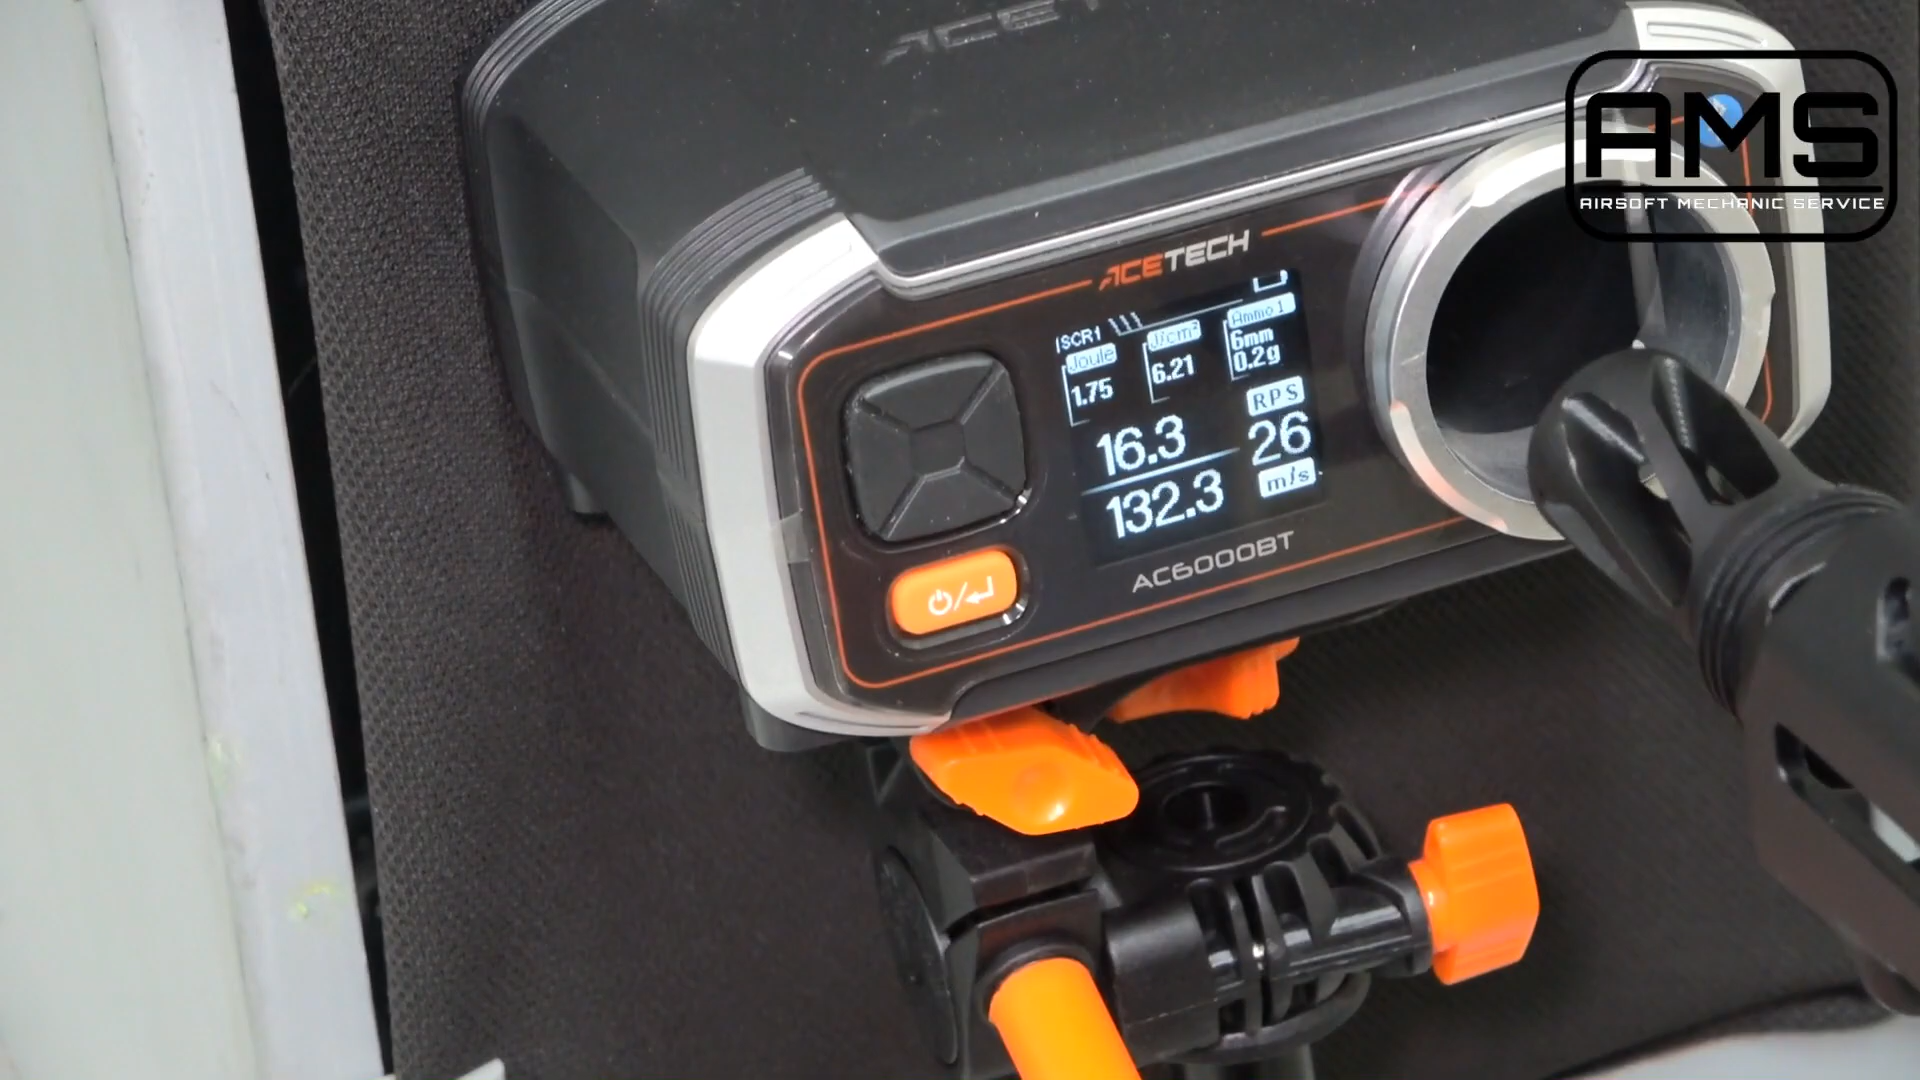 ACET
AMS
AIRSOFT MECHANIC SERVICE
ACETECH
SCR1
Joule
J/cm²
Ammo 1
1.75
6.21
6mm
0.2g
RPS
16.3
26
132.3
m/s
AC6000BT